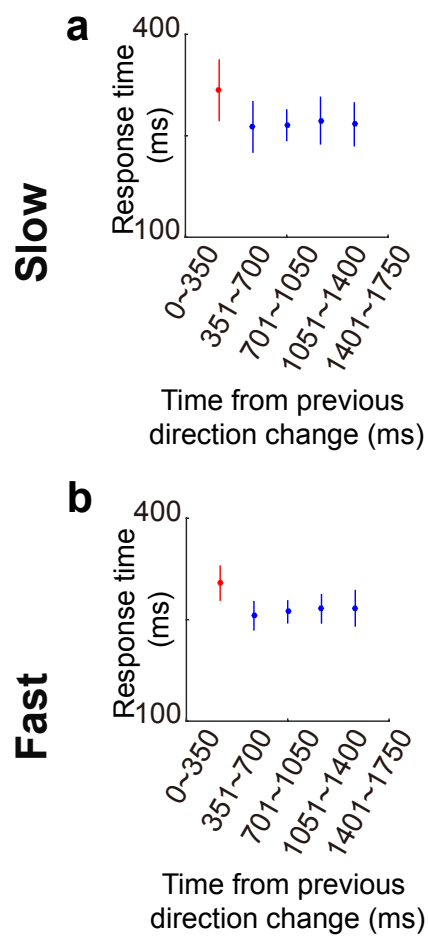 a
Slow
Response time
(ms)
400
100
0~350
351~700
701~1050
1051~1400
1401~1750
Time from previous
direction change (ms)
b
Fast
Response time
(ms)
400
100
0~350
351~700
701~1050
1051~1400
1401~1750
Time from previous
direction change (ms)